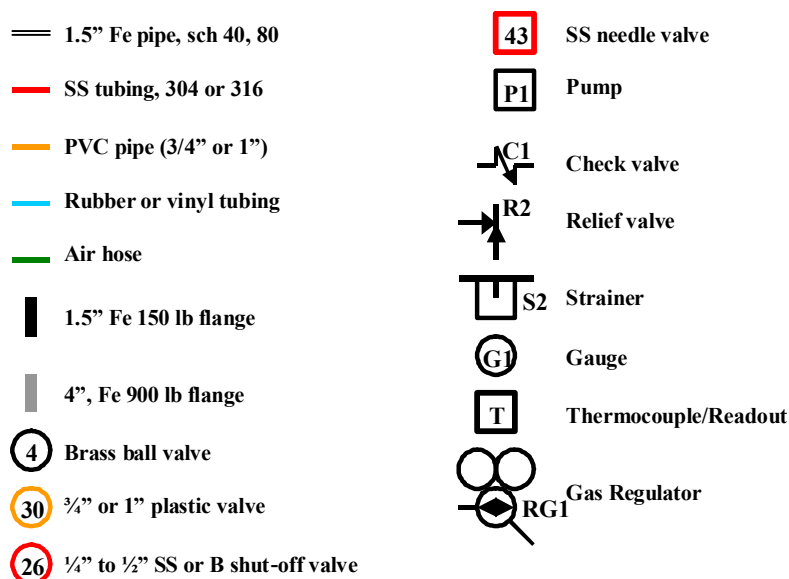 1.5” Fe pipe, sch 40, 80
SS tubing, 304 or 316
PVC pipe (3/4” or 1”)
Rubber or vinyl tubing
Air hose
1.5” Fe 150 lb flange
4”, Fe 900 lb flange
4 Brass ball valve
30 ¾” or 1” plastic valve
26 ¼” to ½” SS or B shut-off valve
43 SS needle valve
P1 Pump
C1 Check valve
R2 Relief valve
S2 Strainer
G1 Gauge
T Thermocouple/Readout
RG1 Gas Regulator